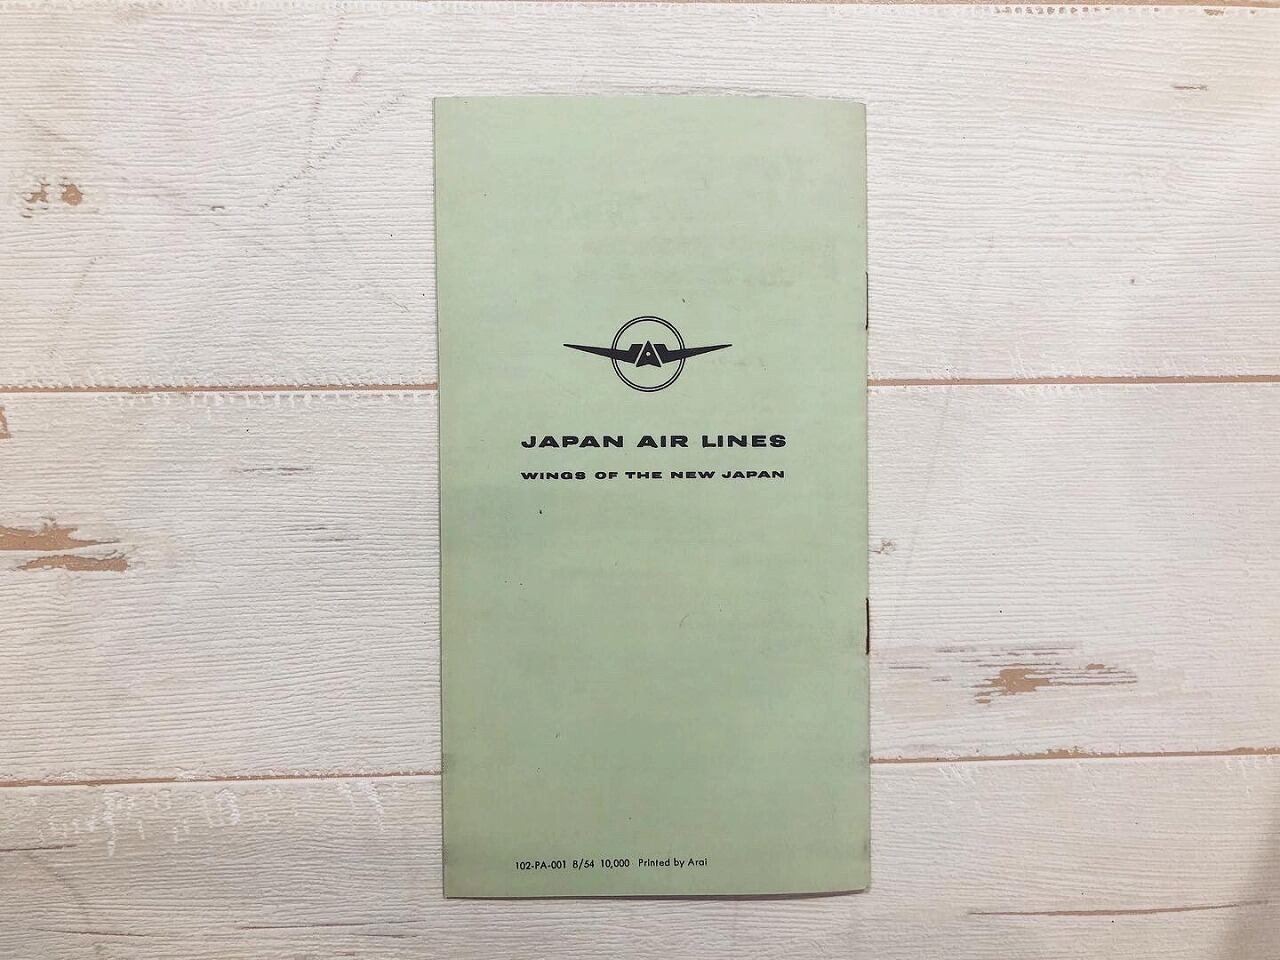 JAPAN AIR LINES
WINGS OF THE NEW JAPAN
102-PA-001 8/54 10,000 Printed by Arai